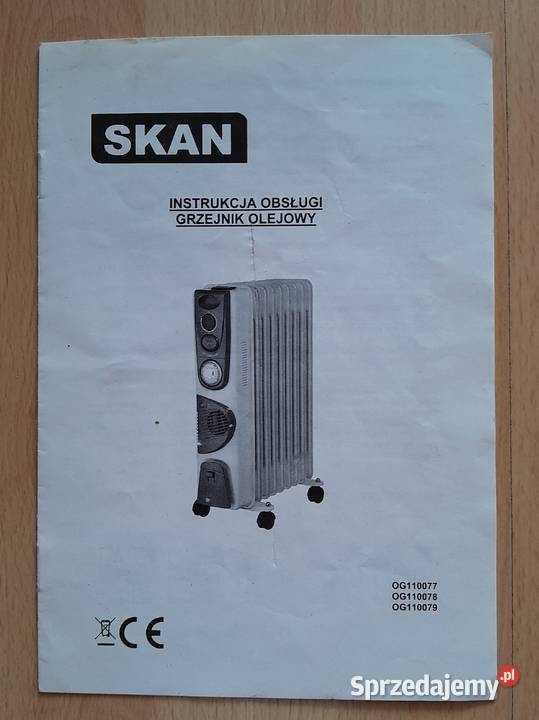 SKAN
INSTRUKCJA OBSŁUGI
GRZEJNIK OLEJOWY
OG110077
OG110078
OG110079
CE
Sprzedajemy.pl